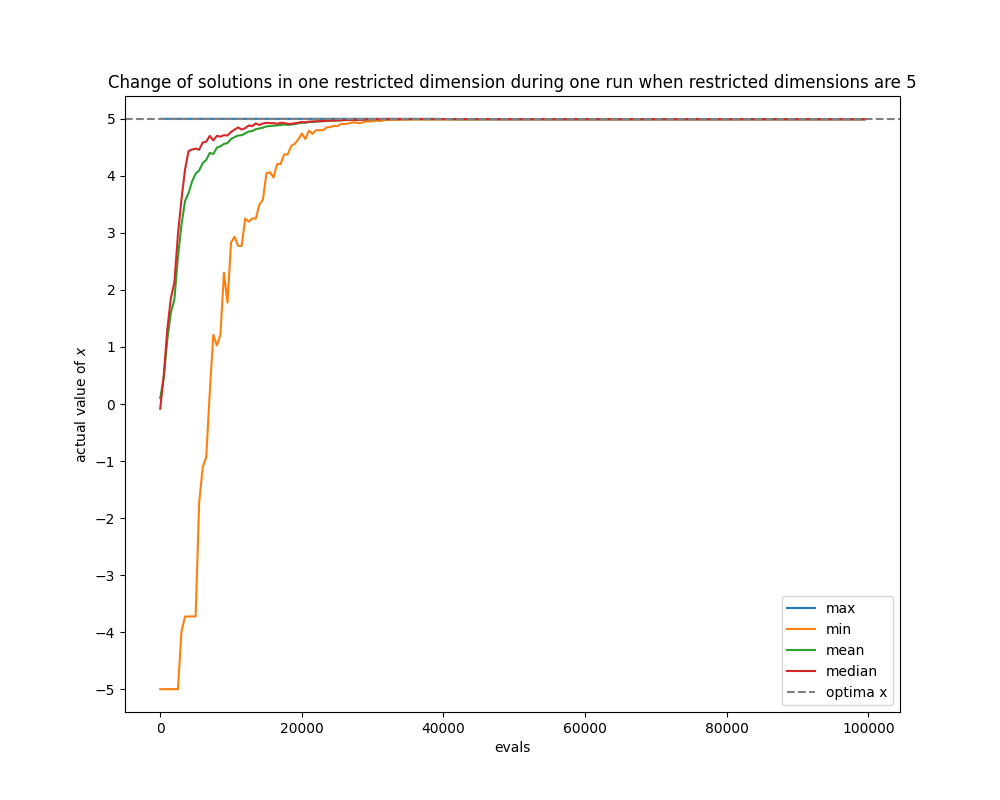 Change of solutions in one restricted dimension during one run when restricted dimensions are 5
5
4
3
2
1
0
−1
−2
−3
−4
−5
actual value of x
0
20000
40000
60000
80000
100000
evals
max
min
mean
median
optima x